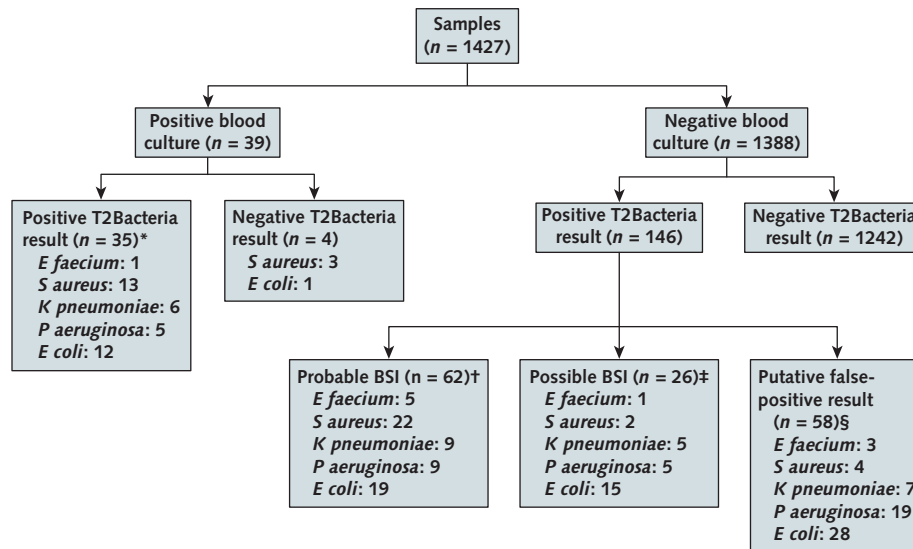 Samples
(n = 1427)
Positive blood
culture (n = 39)
Negative blood
culture (n = 1388)
Positive T2Bacteria
result (n = 35)*
E faecium: 1
S aureus: 13
K pneumoniae: 6
P aeruginosa: 5
E coli: 12
Negative T2Bacteria
result (n = 4)
S aureus: 3
E coli: 1
Positive T2Bacteria
result (n = 146)
Negative T2Bacteria
result (n = 1242)
Probable BSI (n = 62)†
E faecium: 5
S aureus: 22
K pneumoniae: 9
P aeruginosa: 9
E coli: 19
Possible BSI (n = 26)‡
E faecium: 1
S aureus: 2
K pneumoniae: 5
P aeruginosa: 5
E coli: 15
Putative false-
positive result
(n = 58)§
E faecium: 3
S aureus: 4
K pneumoniae: 7
P aeruginosa: 19
E coli: 28